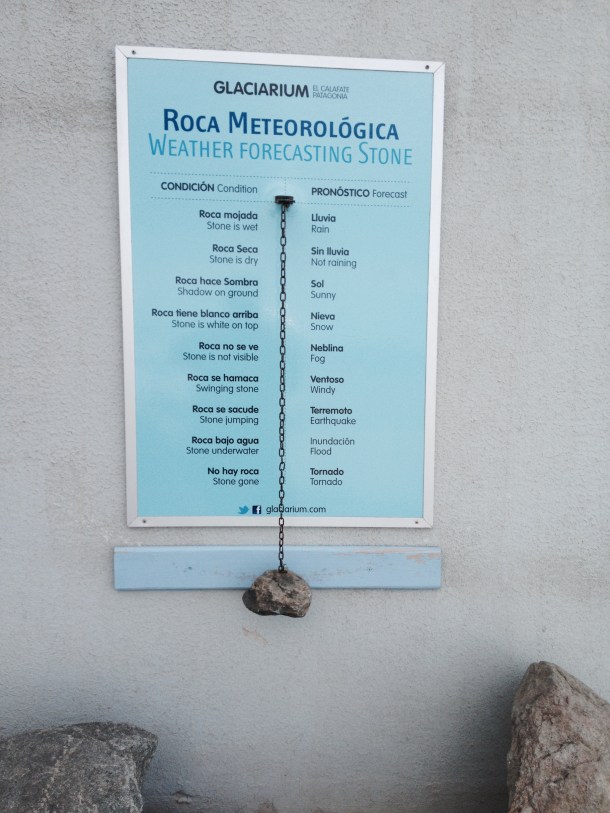 GLACIARIUM EL CALAFATE
PATAGONIA
ROCA METEOROLÓGICA
WEATHER FORECASTING STONE
CONDICIÓN Condition PRONÓSTICO Forecast
Roca mojada Lluvia
Stone is wet Rain
Roca Seca Sin lluvia
Stone is dry Not raining
Roca hace Sombra Sol
Shadow on ground Sunny
Roca tiene blanco arriba Nieva
Stone is white on top Snow
Roca no se ve Neblina
Stone is not visible Fog
Roca se hamaca Ventoso
Swinging stone Windy
Roca se sacude Terremoto
Stone jumping Earthquake
Roca bajo agua Inundación
Stone underwater Flood
No hay roca Tornado
Stone gone Tornado
glaciarium.com